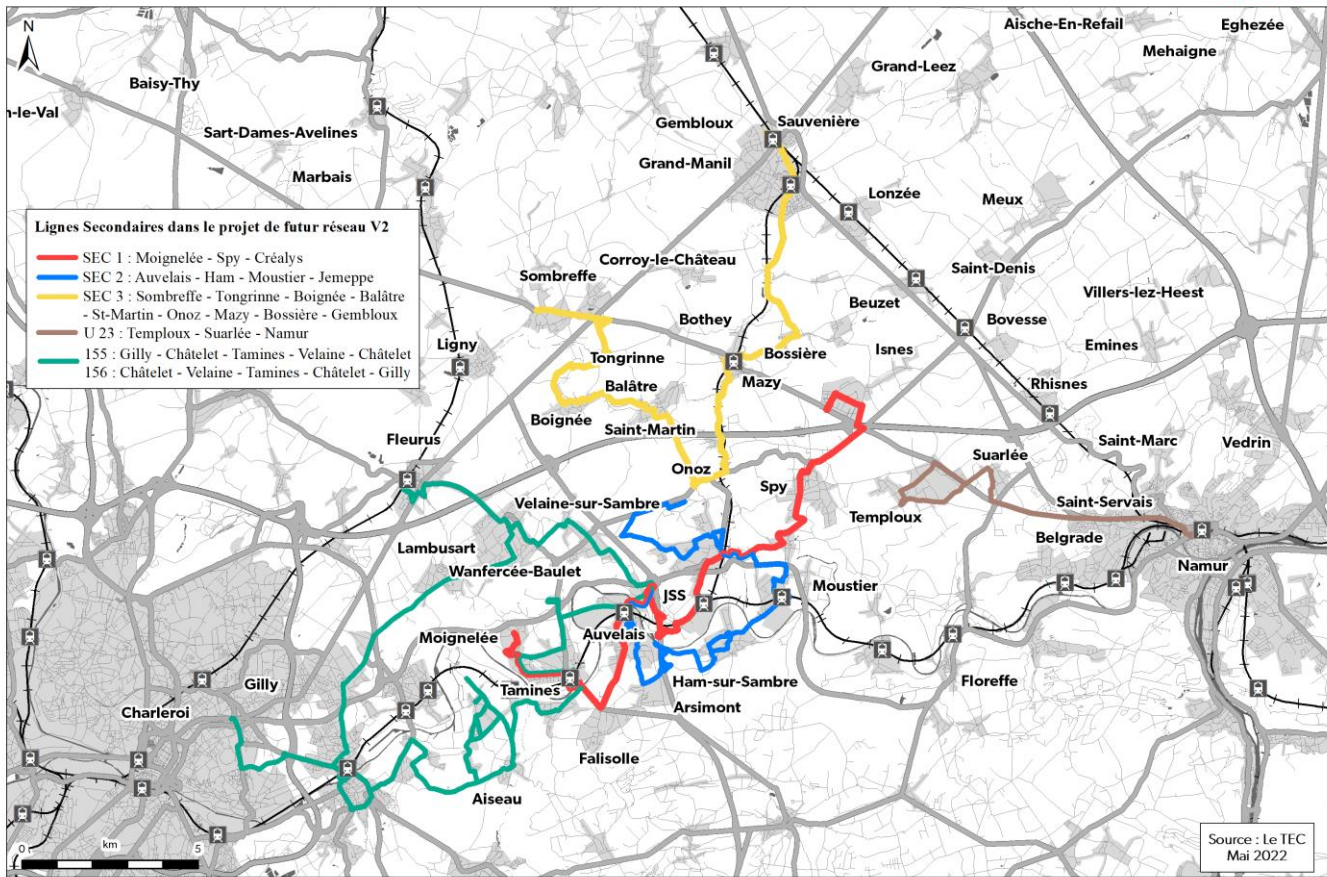 N
Aische-En-Refail
Eghezée
Mehaigne
Baisy-Thy
Grand-Leez
n-le-Val
Sart-Dames-Avelines
Gembloux
Sauvenière
Grand-Manil
Marbais
Lonzée
Meux
Lignes Secondaires dans le projet de futur réseau V2
SEC 1 : Moignelée - Spy - Créalys
SEC 2 : Auvelais - Ham - Moustier - Jemeppe
SEC 3 : Sombreffe - Tongrinne - Boignée - Balâtre
- St-Martin - Onoz - Mazy - Bossière - Gembloux
U 23 : Temploux - Suarlée - Namur
155 : Gilly - Châtelet - Tamines - Velaine - Châtelet
156 : Châtelet - Velaine - Tamines - Châtelet - Gilly
Corroy-le-Château
Saint-Denis
Sombreffe
Villers-lez-Heest
Beuzet
Bothey
Bovesse
Ligny
Isnes
Emines
Tongrinne
Bossière
Mazy
Balâtre
Rhisnes
Boignée
Saint-Martin
Saint-Marc
Vedrin
Fleurus
Suarlée
Onoz
Spy
Velaine-sur-Sambre
Saint-Servais
Temploux
Belgrade
Lambusart
Namur
Wanfercée-Baulet
Moustier
JSS
Moignelée
Auvelais
Gilly
Ham-sur-Sambre
Floreffe
Tamines
Arsimont
Charleroi
Falisolle
Aiseau
0 km 5
Source : Le TEC
Mai 2022